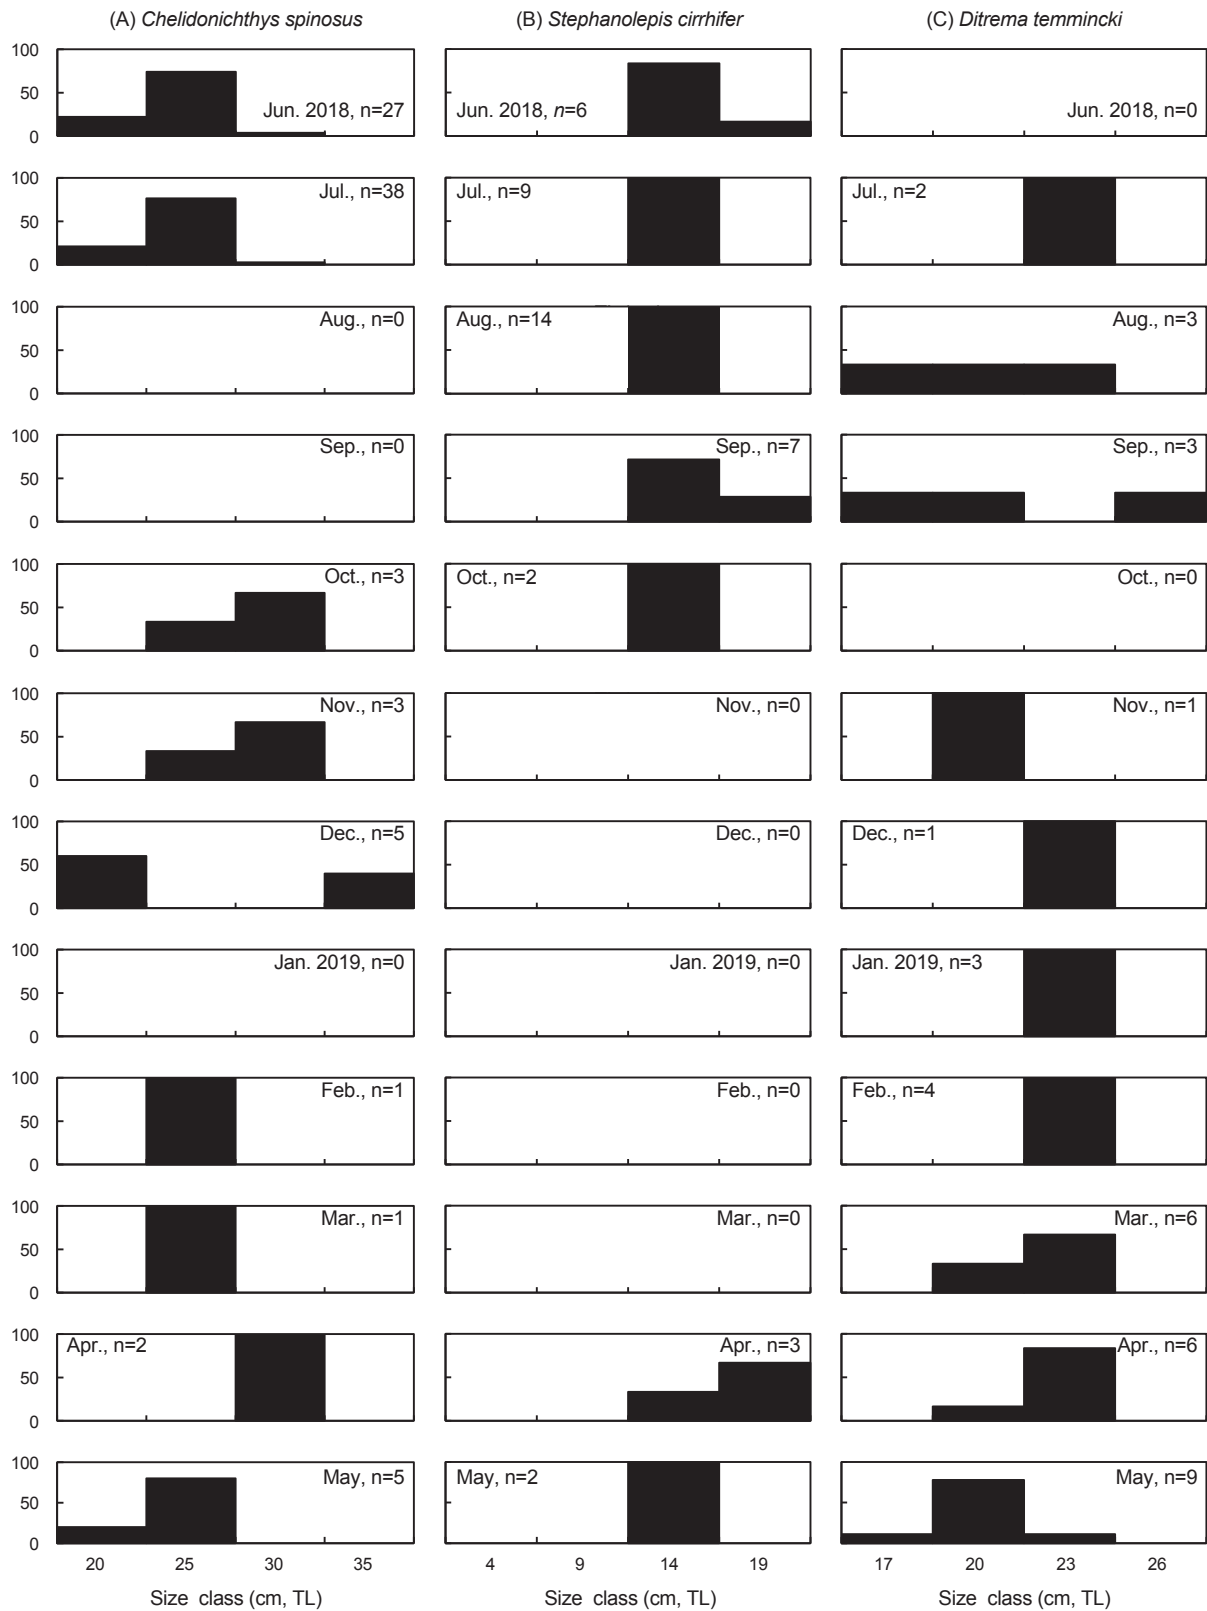 (A) Chelidonichthys spinosus (B) Stephanolepis cirrhifer (C) Ditrema temmincki
100
50
0
Jun. 2018, n=27 Jun. 2018, n=6 Jun. 2018, n=0
100
50
0
Jul., n=38 Jul., n=9 Jul., n=2
100
50
0
Aug., n=0 Aug., n=14 Aug., n=3
100
50
0
Sep., n=0 Sep., n=7 Sep., n=3
100
50
0
Oct., n=3 Oct., n=2 Oct., n=0
100
50
0
Nov., n=3 Nov., n=0 Nov., n=1
100
50
0
Dec., n=5 Dec., n=0 Dec., n=1
100
50
0
Jan. 2019, n=0 Jan. 2019, n=0 Jan. 2019, n=3
100
50
0
Feb., n=1 Feb., n=0 Feb., n=4
100
50
0
Mar., n=1 Mar., n=0 Mar., n=6
100
50
0
Apr., n=2 Apr., n=3 Apr., n=6
100
50
0
May, n=5 May, n=2 May, n=9
20 25 30 35 4 9 14 19 17 20 23 26
Size class (cm, TL) Size class (cm, TL) Size class (cm, TL)